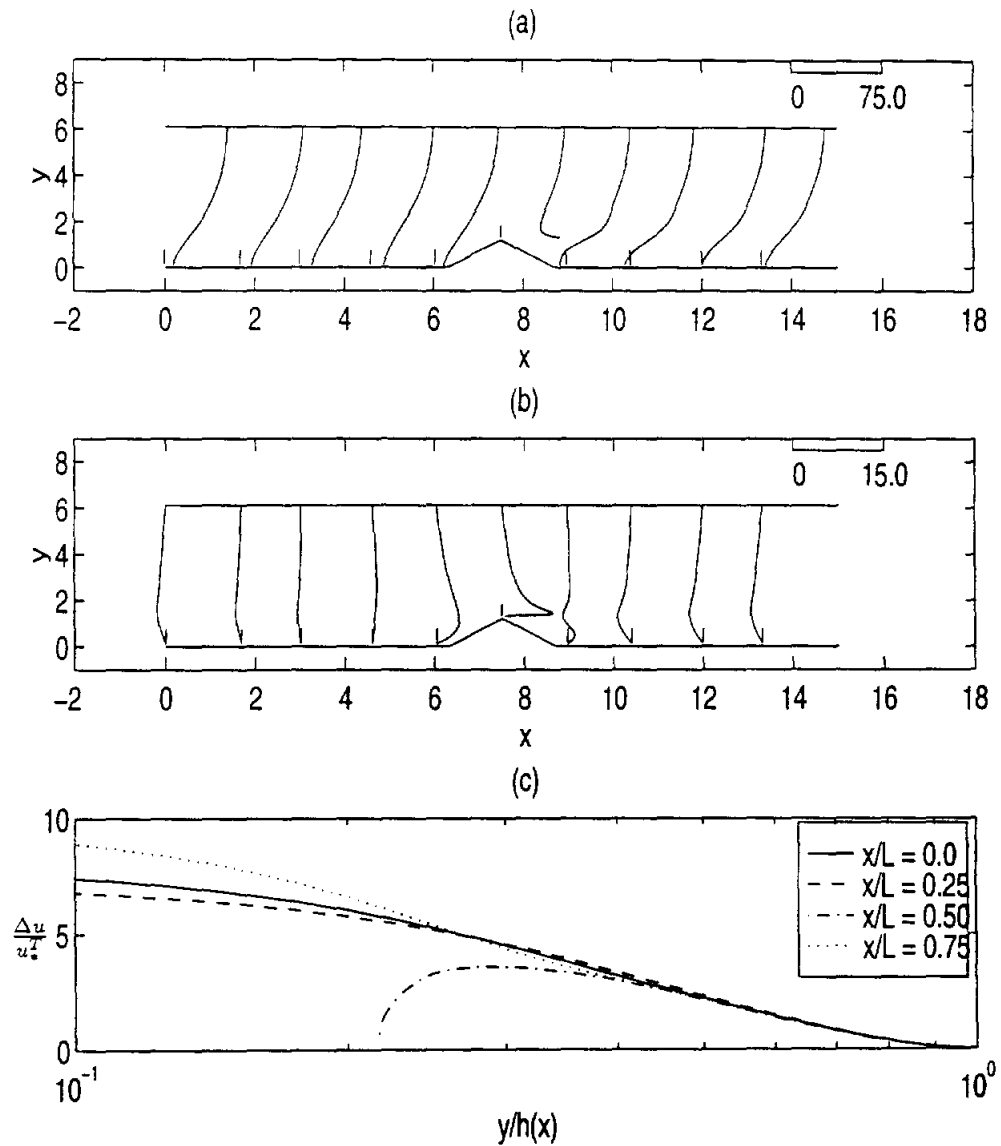 (a)
8
6
4
2
0
y
0 75.0
-2 0 2 4 6 8 10 12 14 16 18
x
(b)
8
6
4
2
0
y
0 15.0
-2 0 2 4 6 8 10 12 14 16 18
x
(c)
10
5
0
Δu
u*^T
x/L = 0.0
x/L = 0.25
x/L = 0.50
x/L = 0.75
10^-1 10^0
y/h(x)